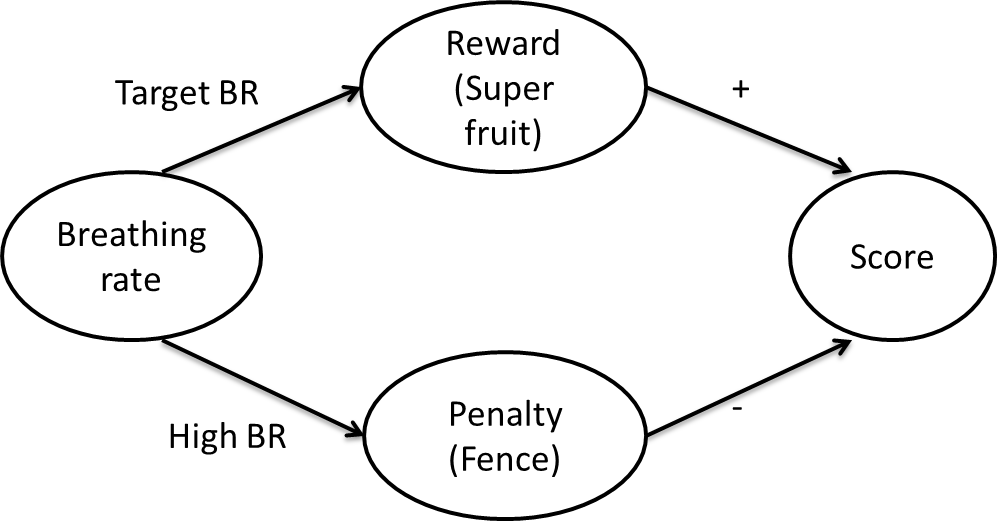 Reward
(Super
fruit)
Target BR
+
Breathing
rate
Score
High BR
Penalty
(Fence)
-